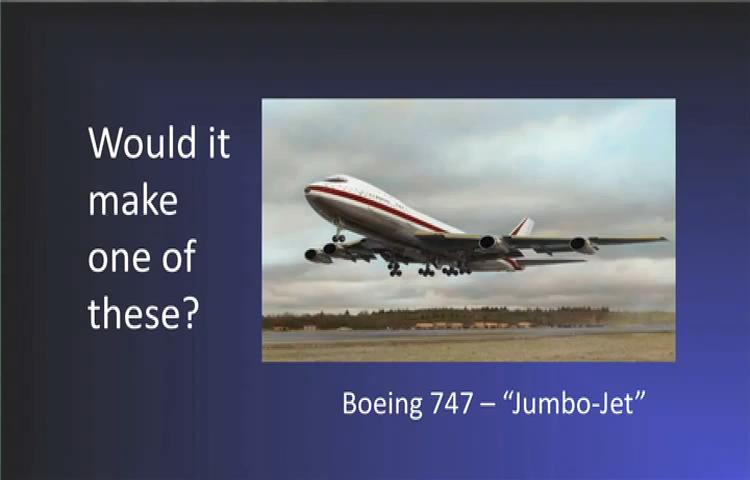 Would it
make
one of
these?
Boeing 747 – “Jumbo-Jet”